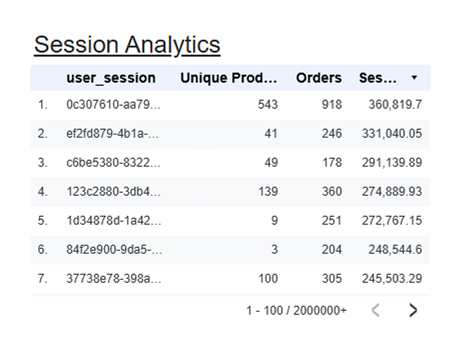 Session Analytics
user_session Unique Prod... Orders Ses...
1. 0c307610-aa79... 543 918 360,819.7
2. ef2fd879-4b1a-... 41 246 331,040.05
3. c6be5380-8322... 49 178 291,139.89
4. 123c2880-3db4... 139 360 274,889.93
5. 1d34878d-1a42... 9 251 272,767.15
6. 84f2e900-9da5-... 3 204 248,544.6
7. 37738e78-398a... 100 305 245,503.29
1 - 100 / 2000000+